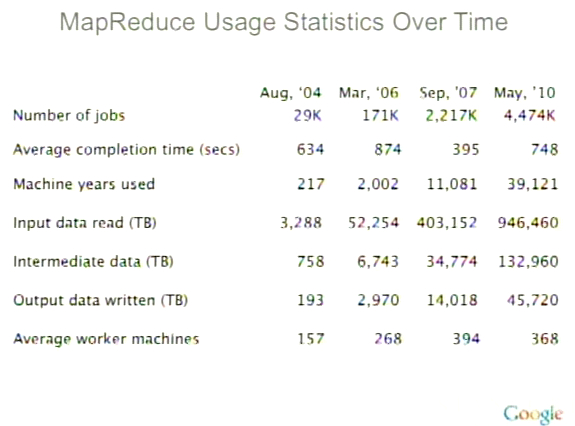 MapReduce Usage Statistics Over Time
Aug, '04 Mar, '06 Sep, '07 May, '10
Number of jobs 29K 171K 2,217K 4,474K
Average completion time (secs) 634 874 395 748
Machine years used 217 2,002 11,081 39,121
Input data read (TB) 3,288 52,254 403,152 946,460
Intermediate data (TB) 758 6,743 34,774 132,960
Output data written (TB) 193 2,970 14,018 45,720
Average worker machines 157 268 394 368
Google